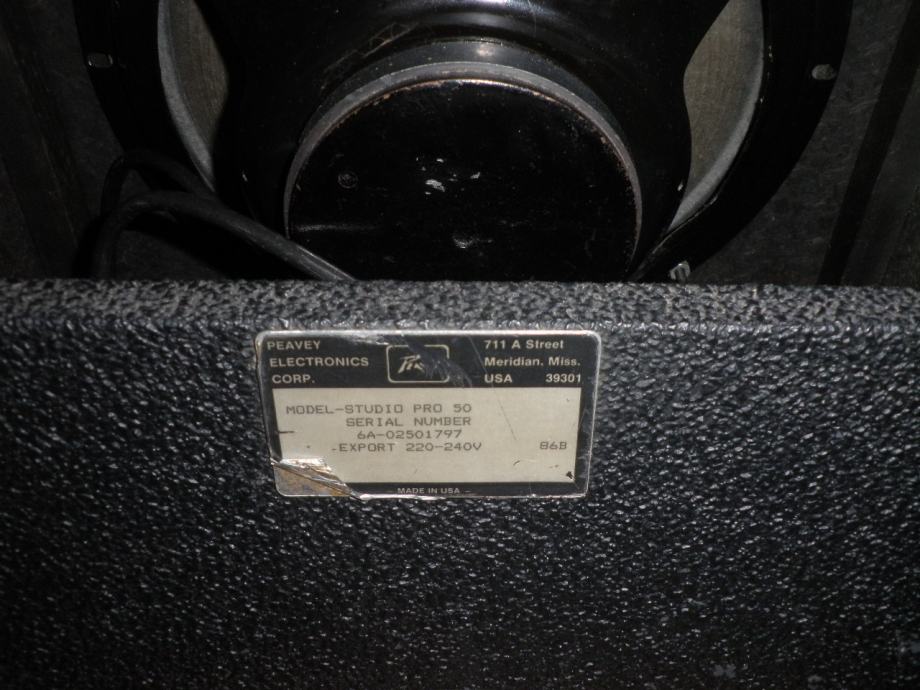 PEAVEY
ELECTRONICS
CORP.
711 A Street
Meridian, Miss.
USA 39301
MODEL-STUDIO PRO 50
SERIAL NUMBER
6A-02501797
EXPORT 220-240V 86B
MADE IN USA